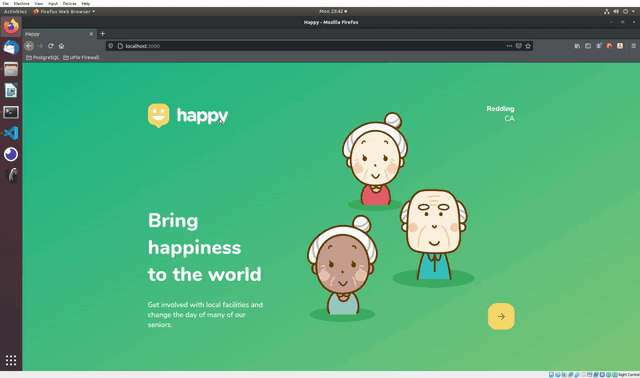 File Machine View Input Devices Help
Activities Firefox Web Browser Mon 23:42
Happy - Mozilla Firefox
Happy
localhost:3000
PostgreSQL UFW Firewall
happy
Redding
CA
Bring
happiness
to the world
Get involved with local facilities and
change the day of many of our
seniors.
Right Control